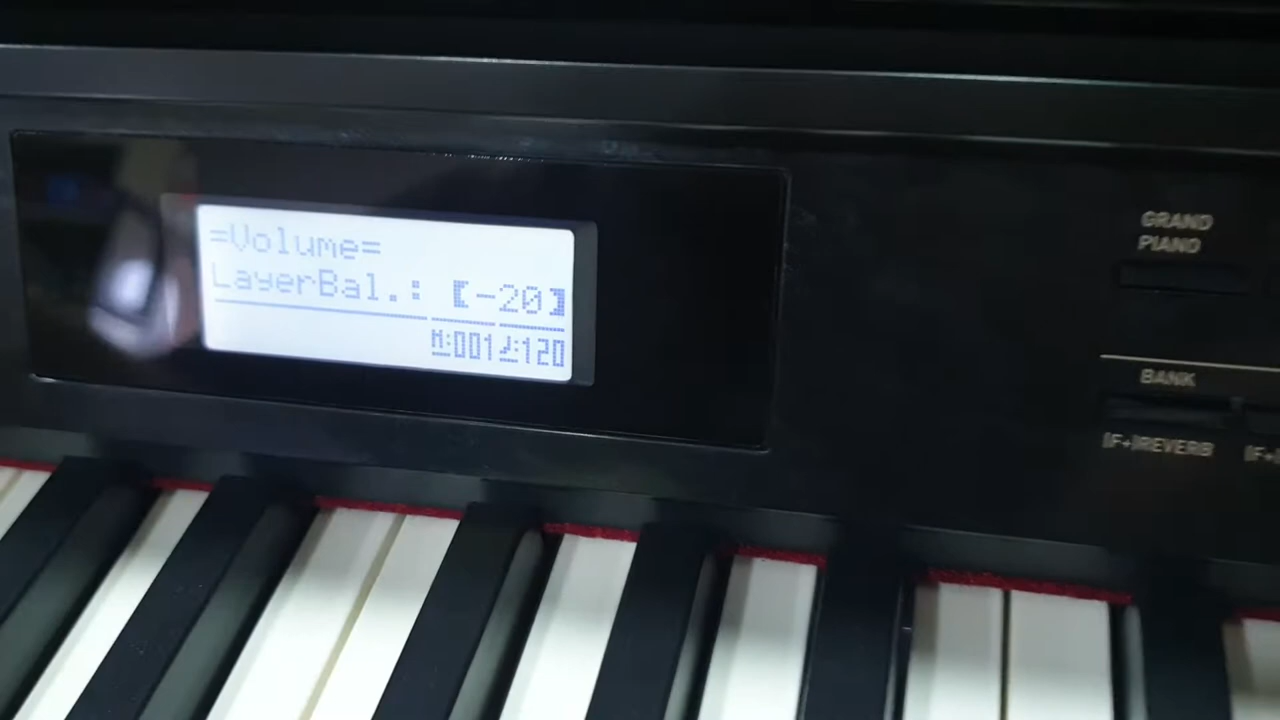 =Volume=
LayerBal.: 【-20】
M:001♩:120
GRAND
PIANO
BANK
(F+)REVERB
(F+)